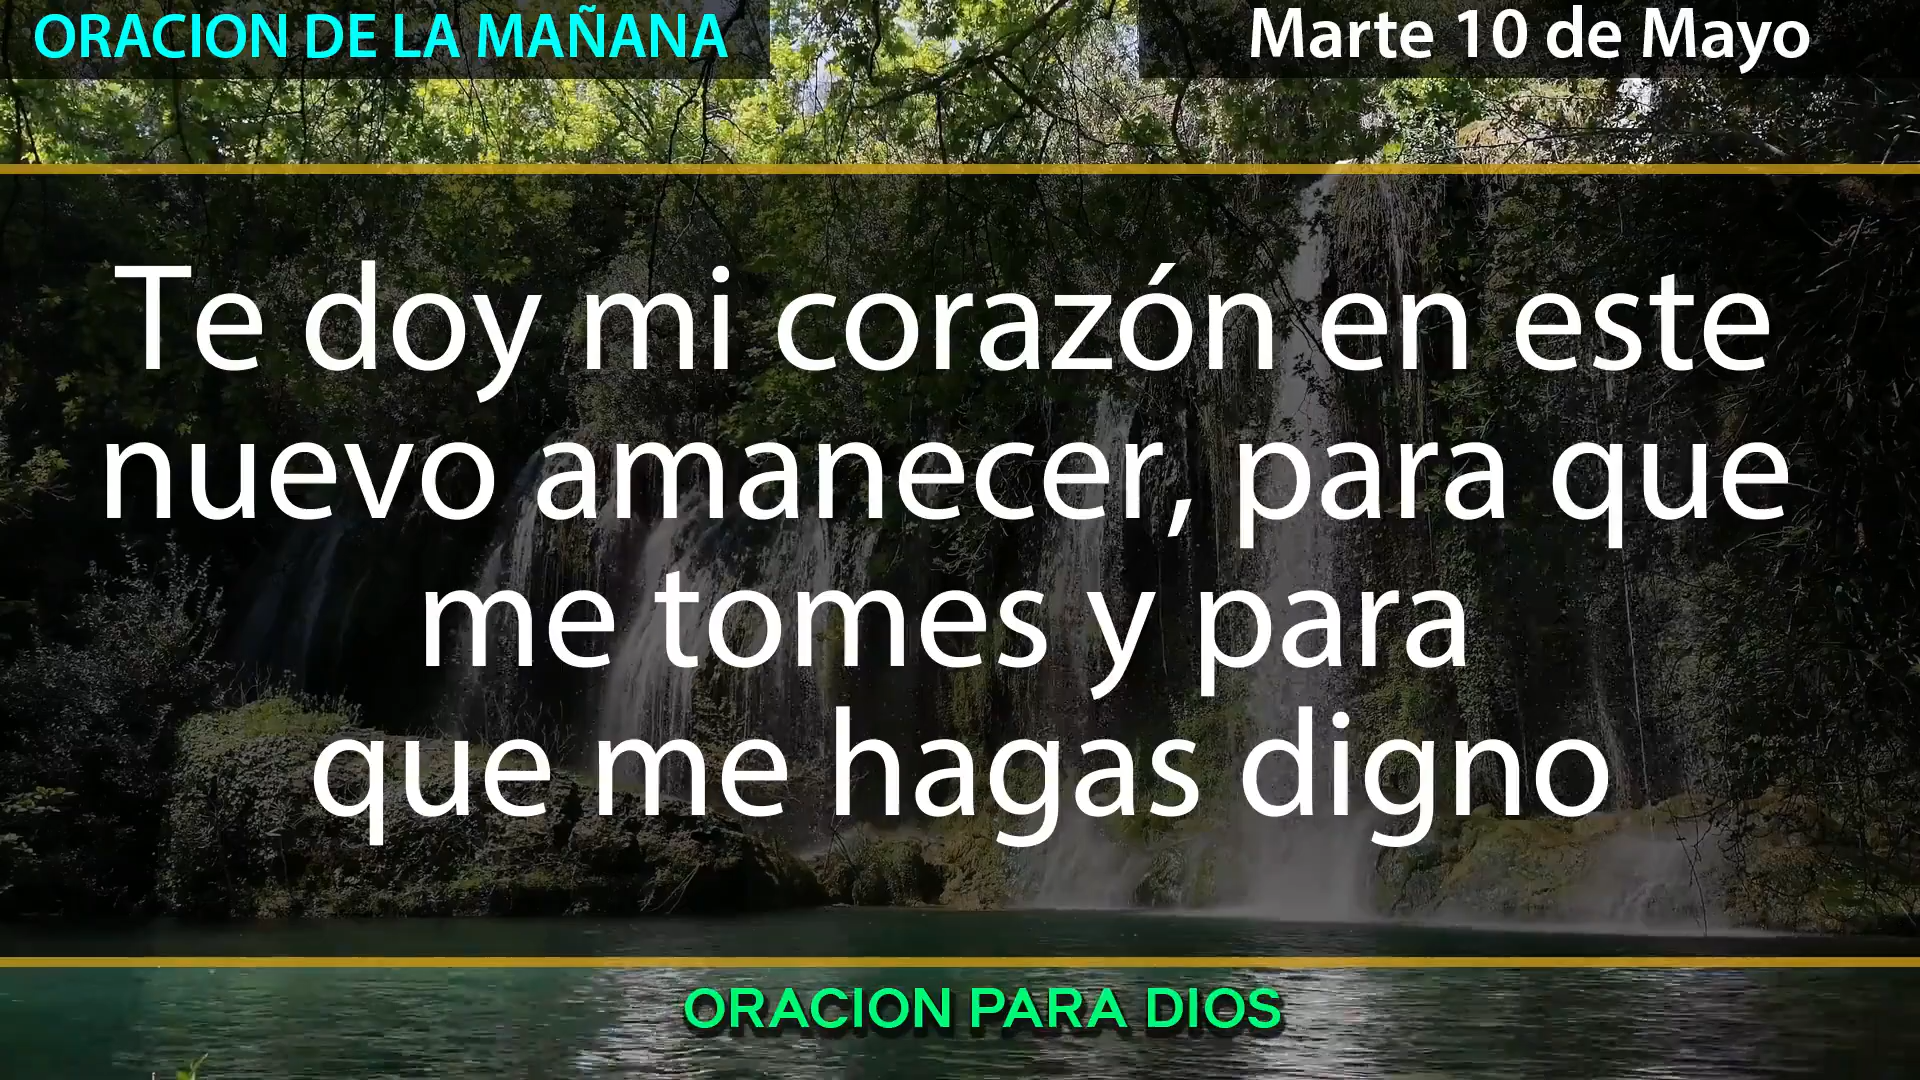 ORACION DE LA MAÑANA
Marte 10 de Mayo
Te doy mi corazón en este
nuevo amanecer, para que
me tomes y para
que me hagas digno
ORACION PARA DIOS